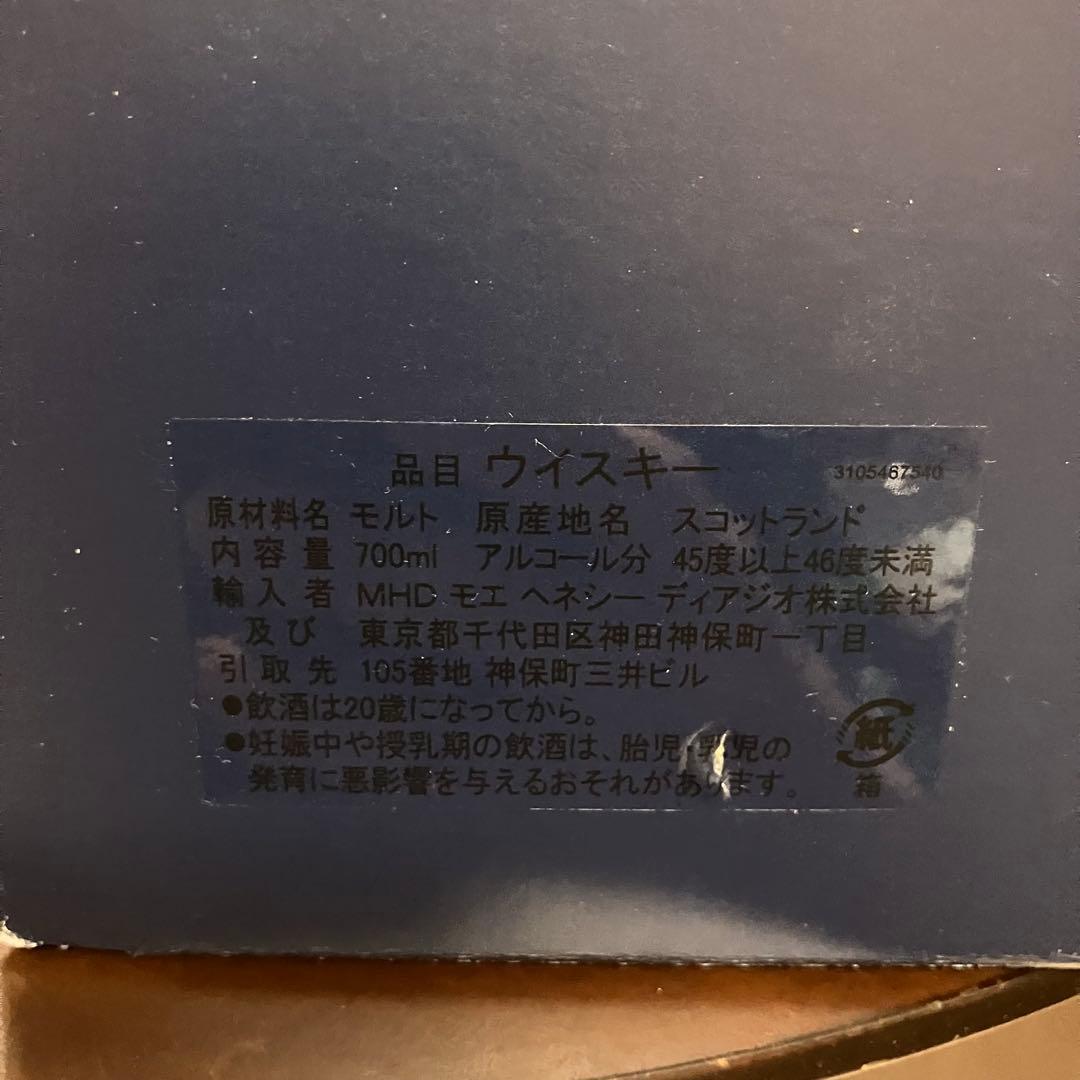 品目 ウイスキー 3105467540
原材料名 モルト 原産地名 スコットランド
内容量 700ml アルコール分 45度以上46度未満
輸入者 MHD モエ ヘネシー ディアジオ株式会社
及び 東京都千代田区神田神保町一丁目
引取先 105番地 神保町三井ビル
●飲酒は20歳になってから。
●妊娠中や授乳期の飲酒は、胎児・乳児の
発育に悪影響を与えるおそれがあります。
紙
箱